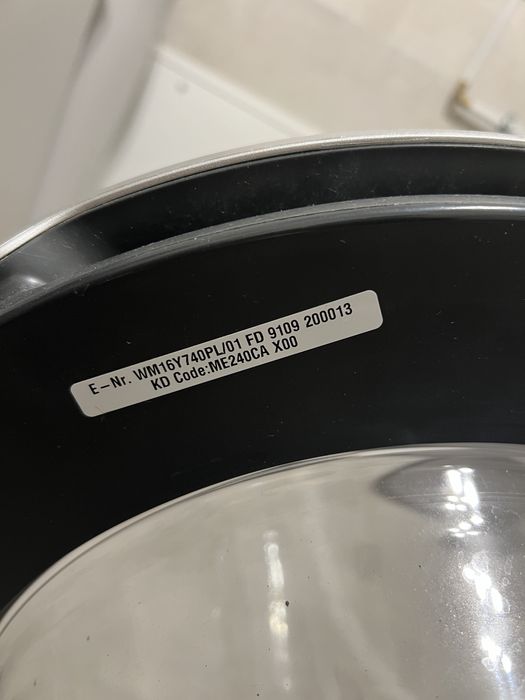 E-Nr. WM16Y740PL/01 FD 9109 200013
KD Code:ME240CA X00